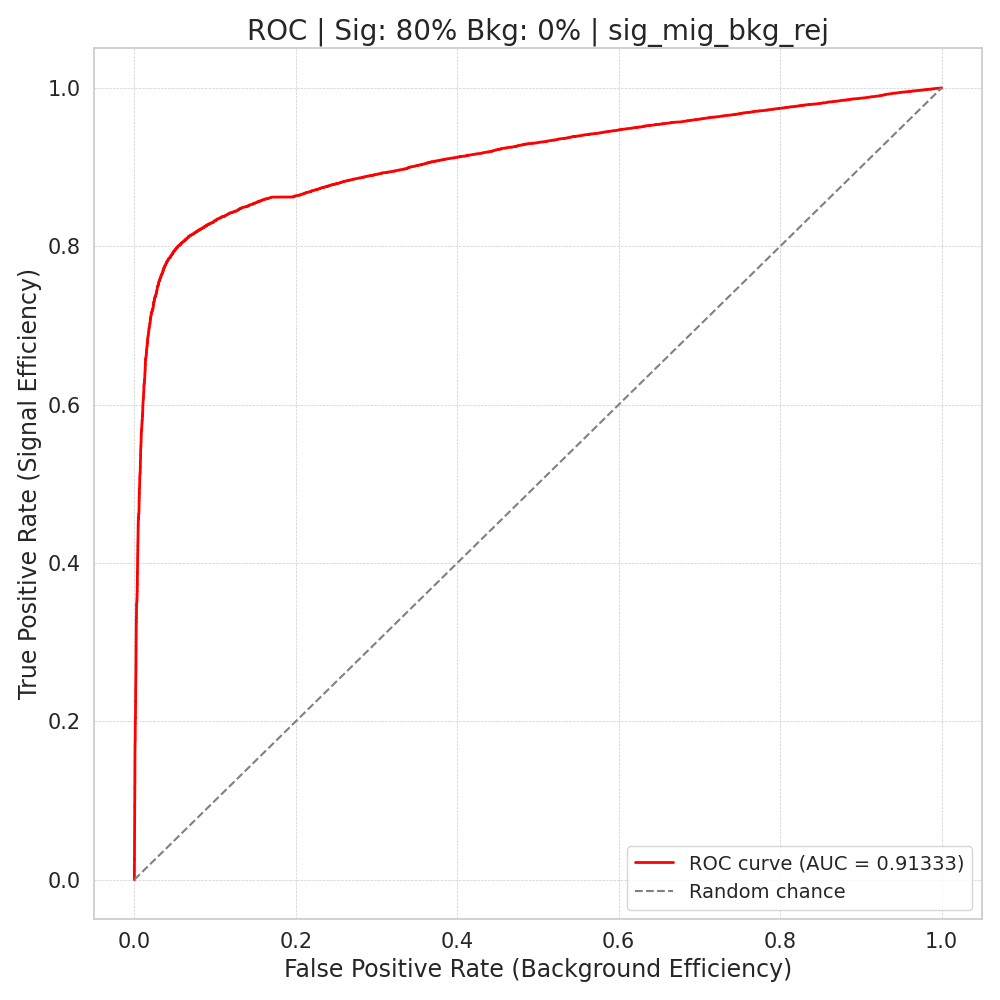 ROC | Sig: 80% Bkg: 0% | sig_mig_bkg_rej
True Positive Rate (Signal Efficiency)
1.0
0.8
0.6
0.4
0.2
0.0
ROC curve (AUC = 0.91333)
Random chance
0.0 0.2 0.4 0.6 0.8 1.0
False Positive Rate (Background Efficiency)